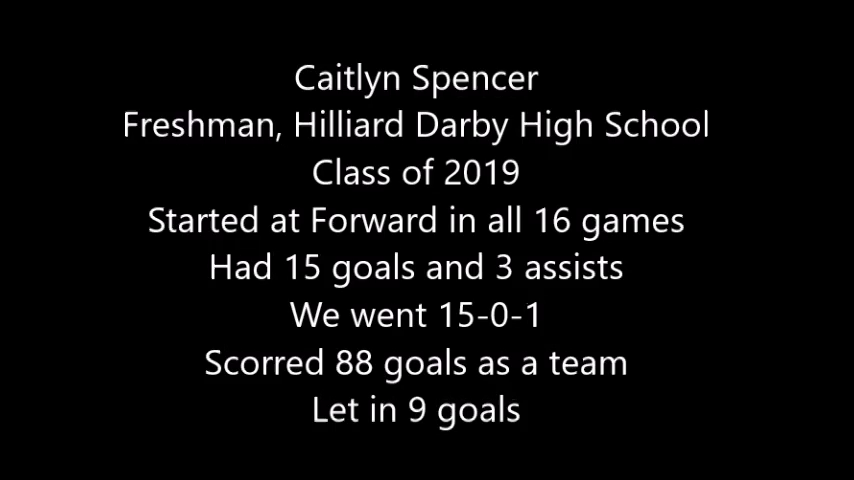 Caitlyn Spencer
Freshman, Hilliard Darby High School
Class of 2019
Started at Forward in all 16 games
Had 15 goals and 3 assists
We went 15-0-1
Scorred 88 goals as a team
Let in 9 goals